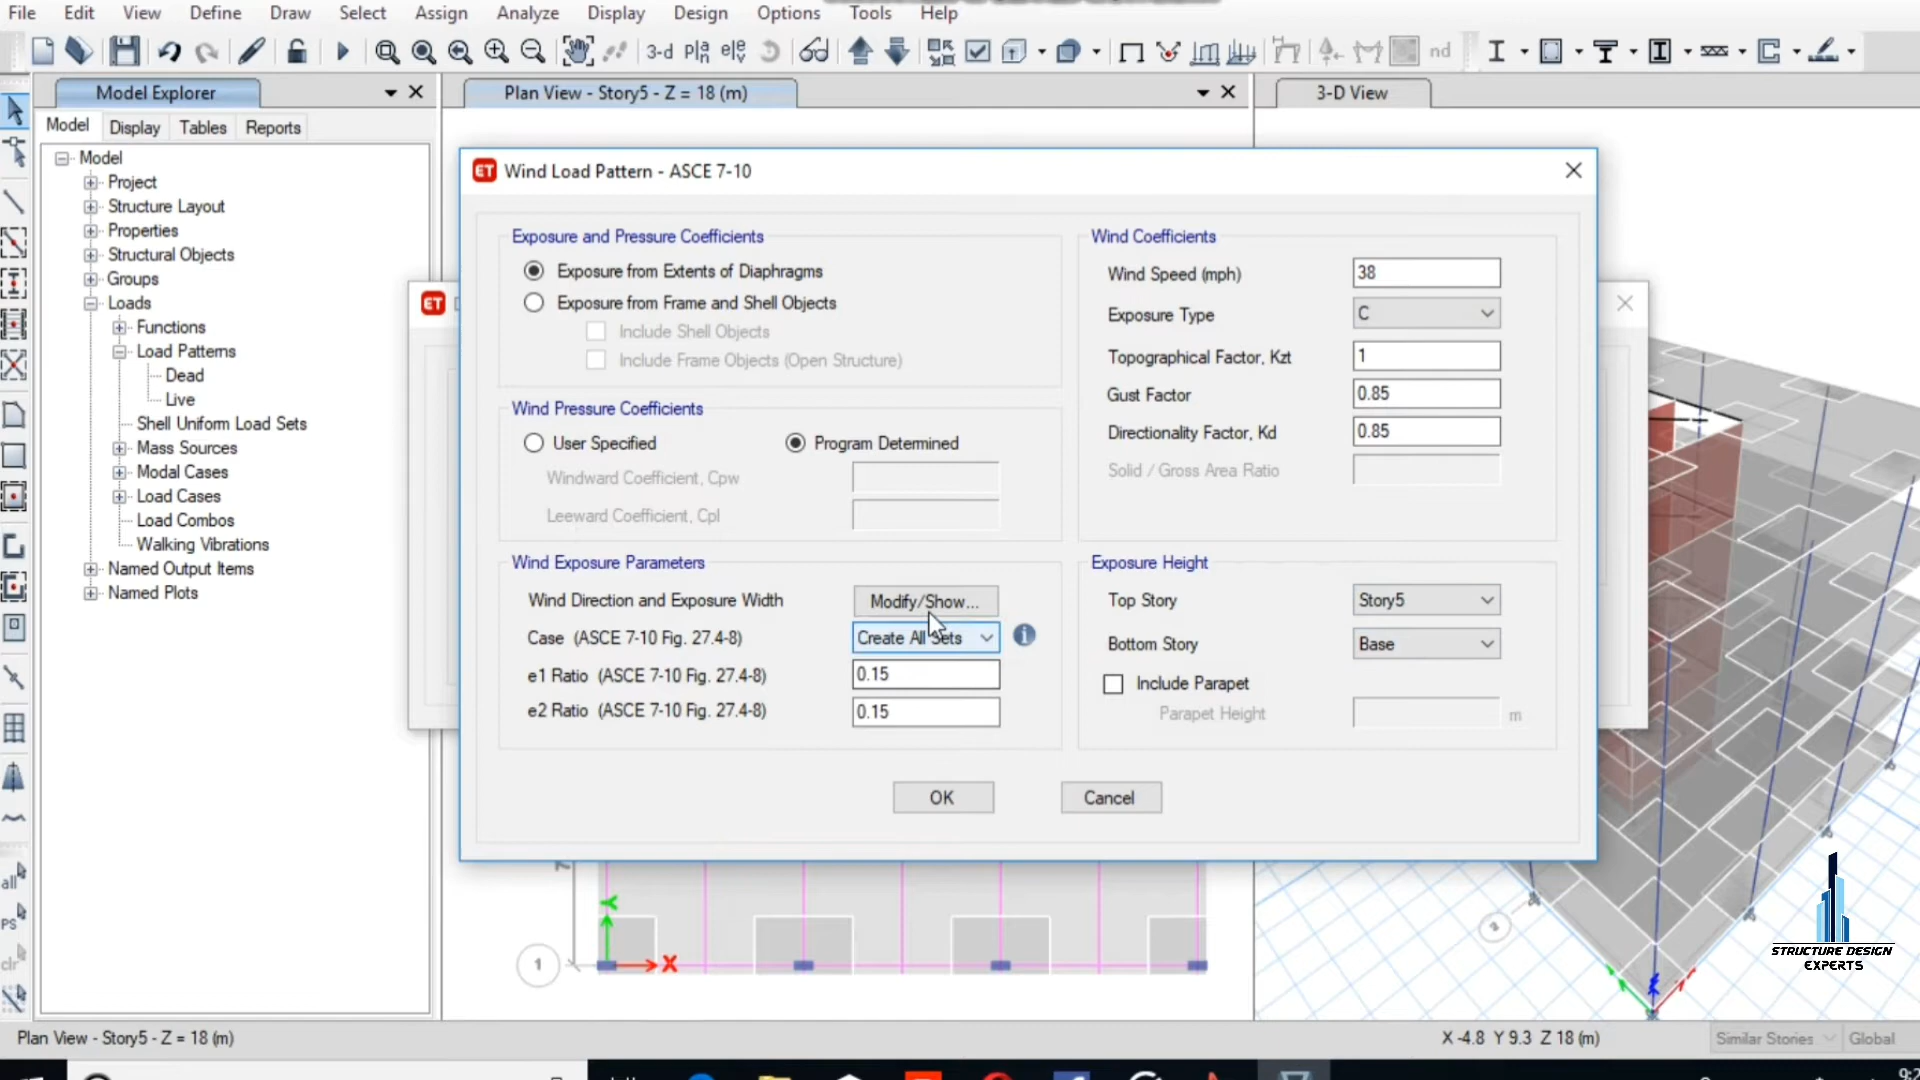 File Edit View Define Draw Select Assign Analyze Display Design Options Tools Help
3-d nd
Model Explorer
Plan View - Story5 - Z = 18 (m)
3-D View
Model Display Tables Reports
Model
Project
Structure Layout
Properties
Structural Objects
Groups
Loads
Functions
Load Patterns
Dead
Live
Shell Uniform Load Sets
Mass Sources
Modal Cases
Load Cases
Load Combos
Walking Vibrations
Named Output Items
Named Plots
ET Wind Load Pattern - ASCE 7-10
ET
Exposure and Pressure Coefficients
Exposure from Extents of Diaphragms
Exposure from Frame and Shell Objects
Include Shell Objects
Include Frame Objects (Open Structure)
Wind Pressure Coefficients
User Specified Program Determined
Windward Coefficient, Cpw
Leeward Coefficient, Cpl
Wind Exposure Parameters
Wind Direction and Exposure Width Modify/Show...
Case (ASCE 7-10 Fig. 27.4-8) Create All Sets
e1 Ratio (ASCE 7-10 Fig. 27.4-8) 0.15
e2 Ratio (ASCE 7-10 Fig. 27.4-8) 0.15
Wind Coefficients
Wind Speed (mph) 38
Exposure Type C
Topographical Factor, Kzt 1
Gust Factor 0.85
Directionality Factor, Kd 0.85
Solid / Gross Area Ratio
Exposure Height
Top Story Story5
Bottom Story Base
Include Parapet
Parapet Height m
OK Cancel
all
PS
clr
1
Y
X
STRUCTURE DESIGN
EXPERTS
Plan View - Story5 - Z = 18 (m)
X -4.8 Y 9.3 Z 18 (m)
Similar Stories
Global